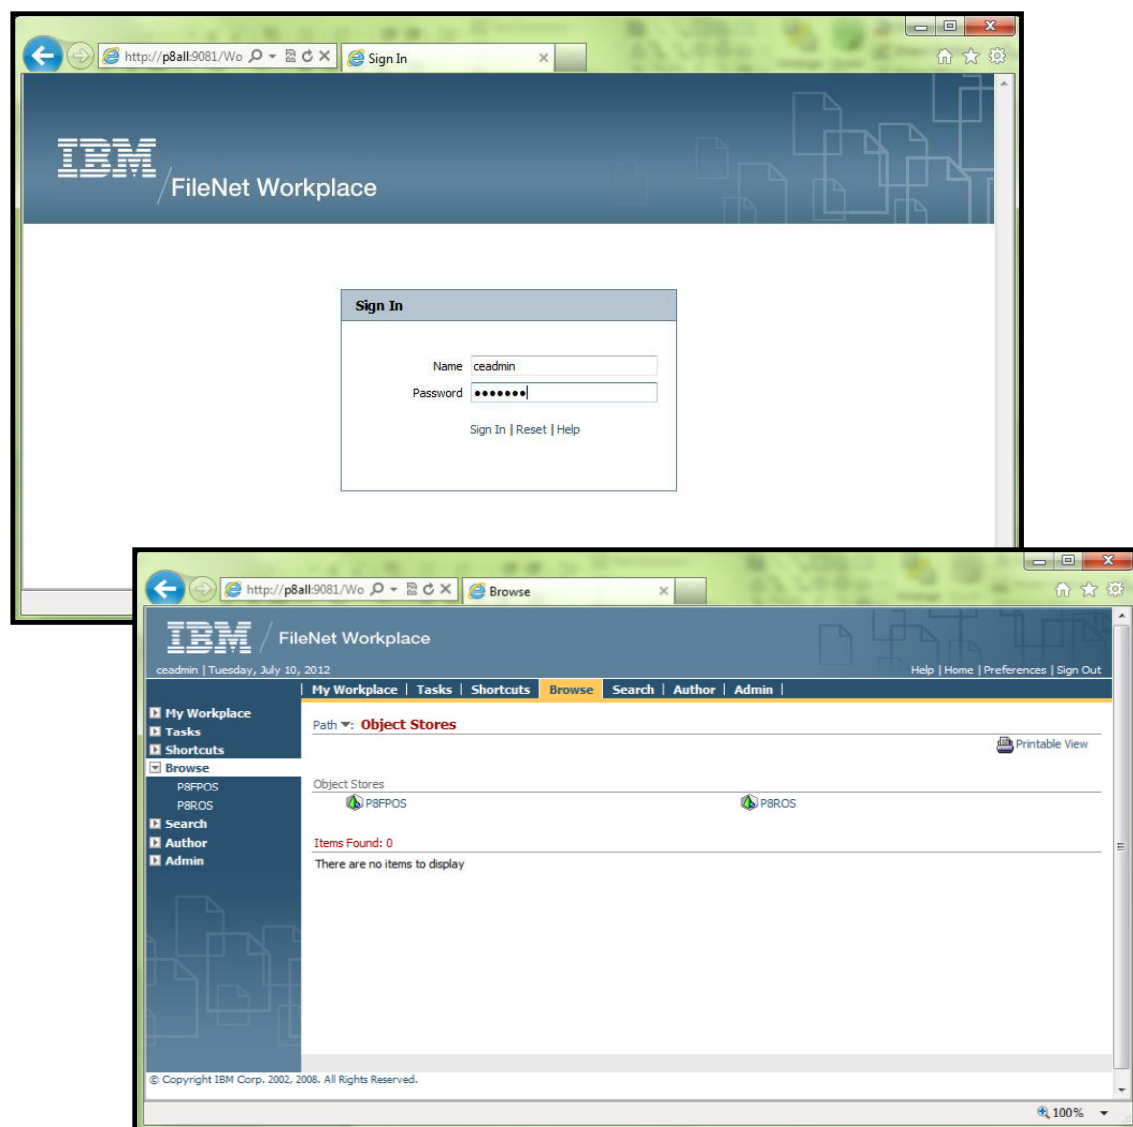 http://p8all:9081/Wo
Sign In
IBM
FileNet Workplace
Sign In
Name ceadmin
Password •••••••
Sign In | Reset | Help
http://p8all:9081/Wo
Browse
IBM FileNet Workplace
ceadmin | Tuesday, July 10, 2012
Help | Home | Preferences | Sign Out
| My Workplace | Tasks | Shortcuts Browse Search | Author | Admin |
My Workplace
Tasks
Shortcuts
Browse
P8FPOS
P8ROS
Search
Author
Admin
Path : Object Stores
Printable View
Object Stores
P8FPOS P8ROS
Items Found: 0
There are no items to display
© Copyright IBM Corp. 2002, 2008. All Rights Reserved.
100%